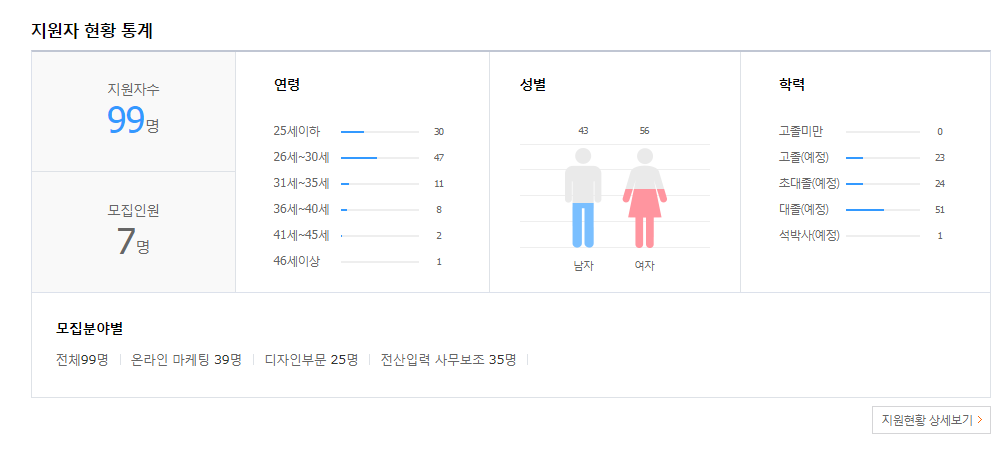 지원자 현황 통계
지원자수
99명
모집인원
7명
연령
25세이하 30
26세~30세 47
31세~35세 11
36세~40세 8
41세~45세 2
46세이상 1
성별
43 56
남자 여자
학력
고졸미만 0
고졸(예정) 23
초대졸(예정) 24
대졸(예정) 51
석박사(예정) 1
모집분야별
전체99명 온라인 마케팅 39명 디자인부문 25명 전산입력 사무보조 35명
지원현황 상세보기 >